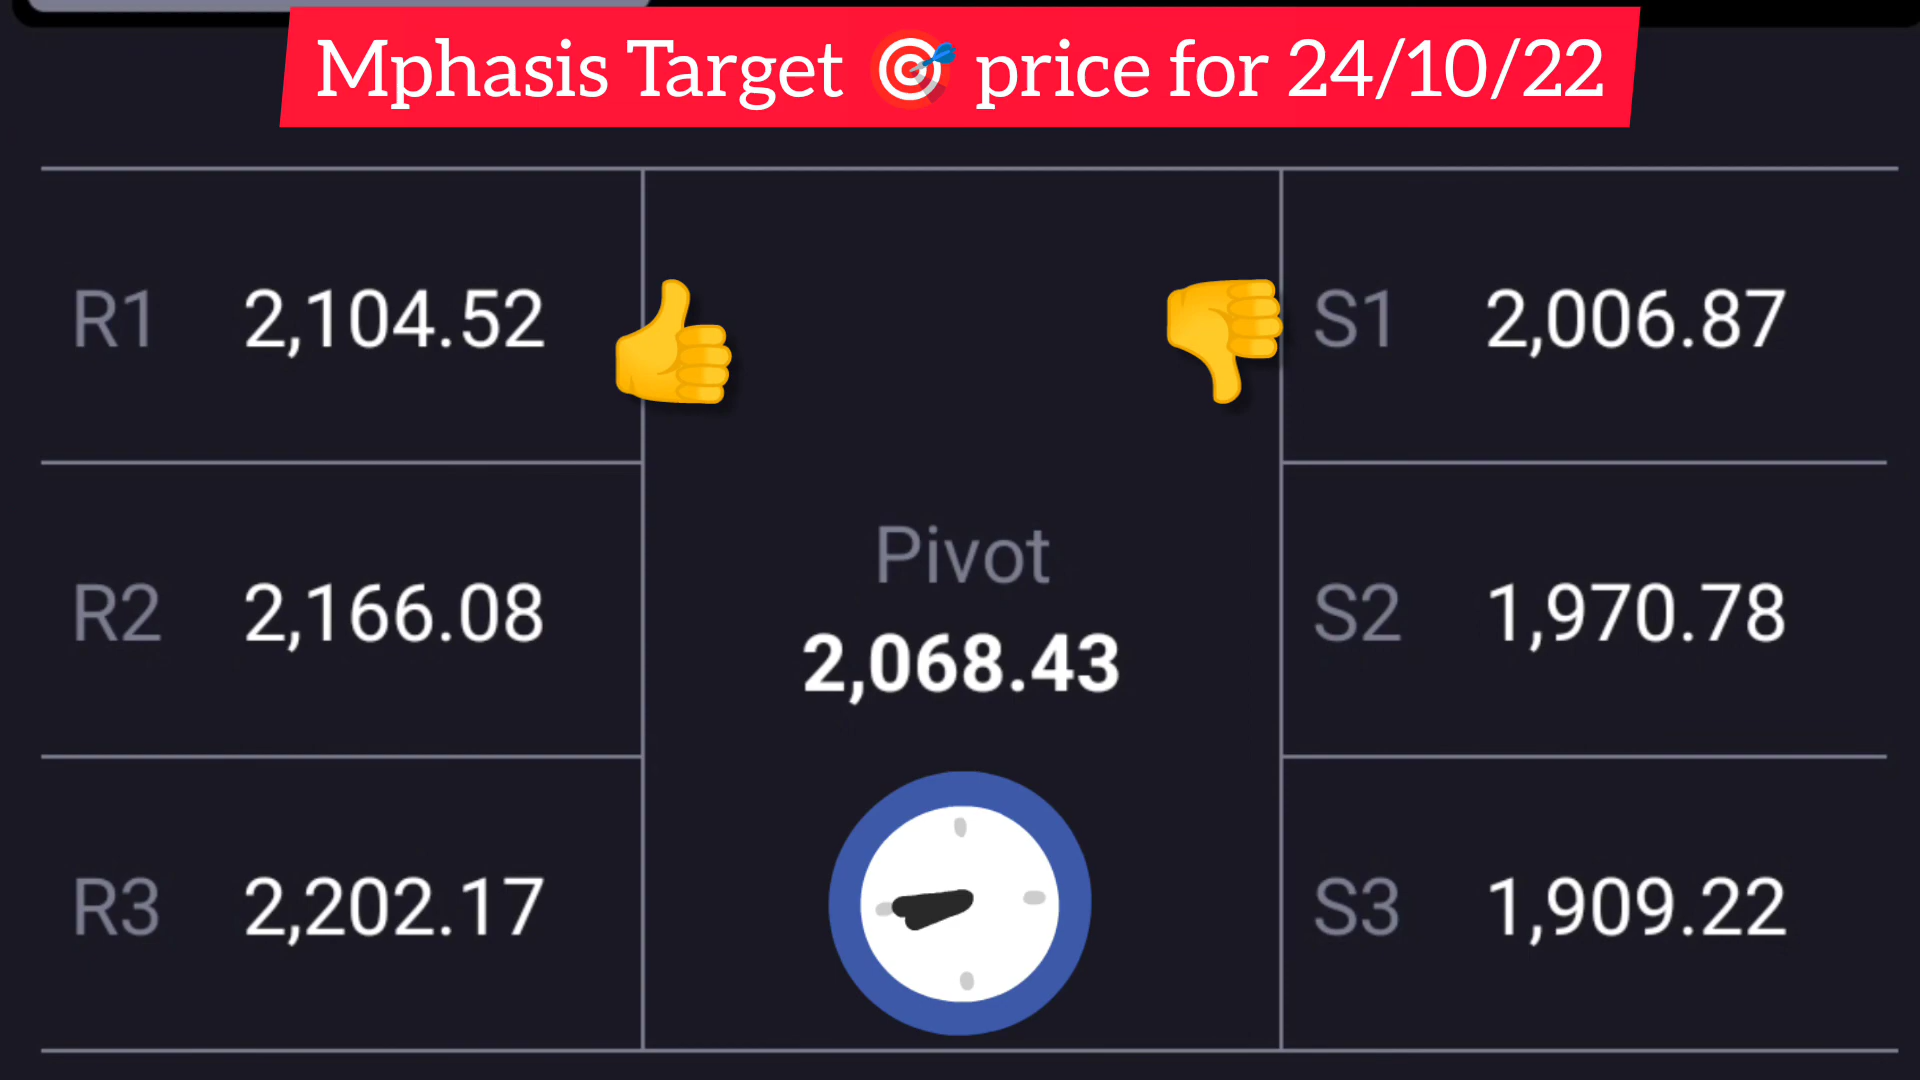 Mphasis Target 🎯 price for 24/10/22
R1 2,104.52
R2 2,166.08
R3 2,202.17
Pivot
2,068.43
S1 2,006.87
S2 1,970.78
S3 1,909.22